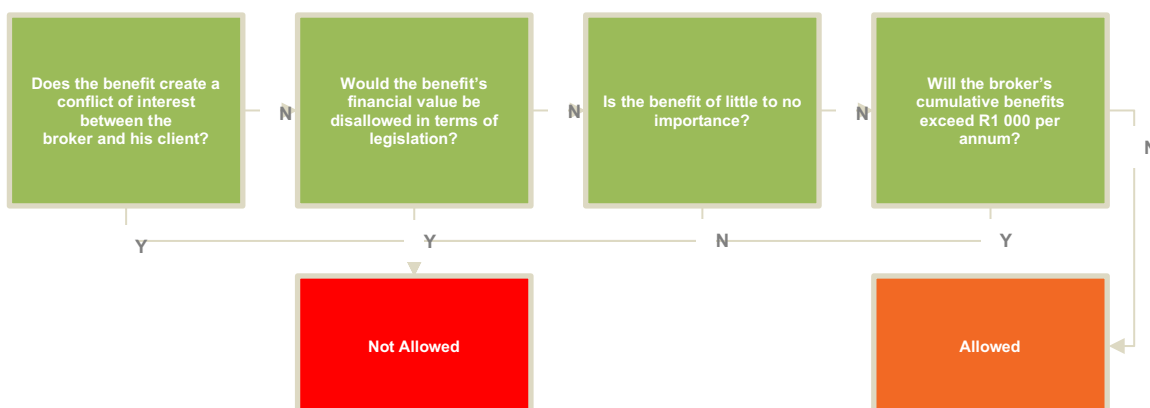 Does the benefit create a
conflict of interest
between the
broker and his client?
N
Would the benefit's
financial value be
disallowed in terms of
legislation?
N
Is the benefit of little to no
importance?
N
Will the broker's
cumulative benefits
exceed R1 000 per
annum?
N
Y
Y
N
Y
Not Allowed
Allowed